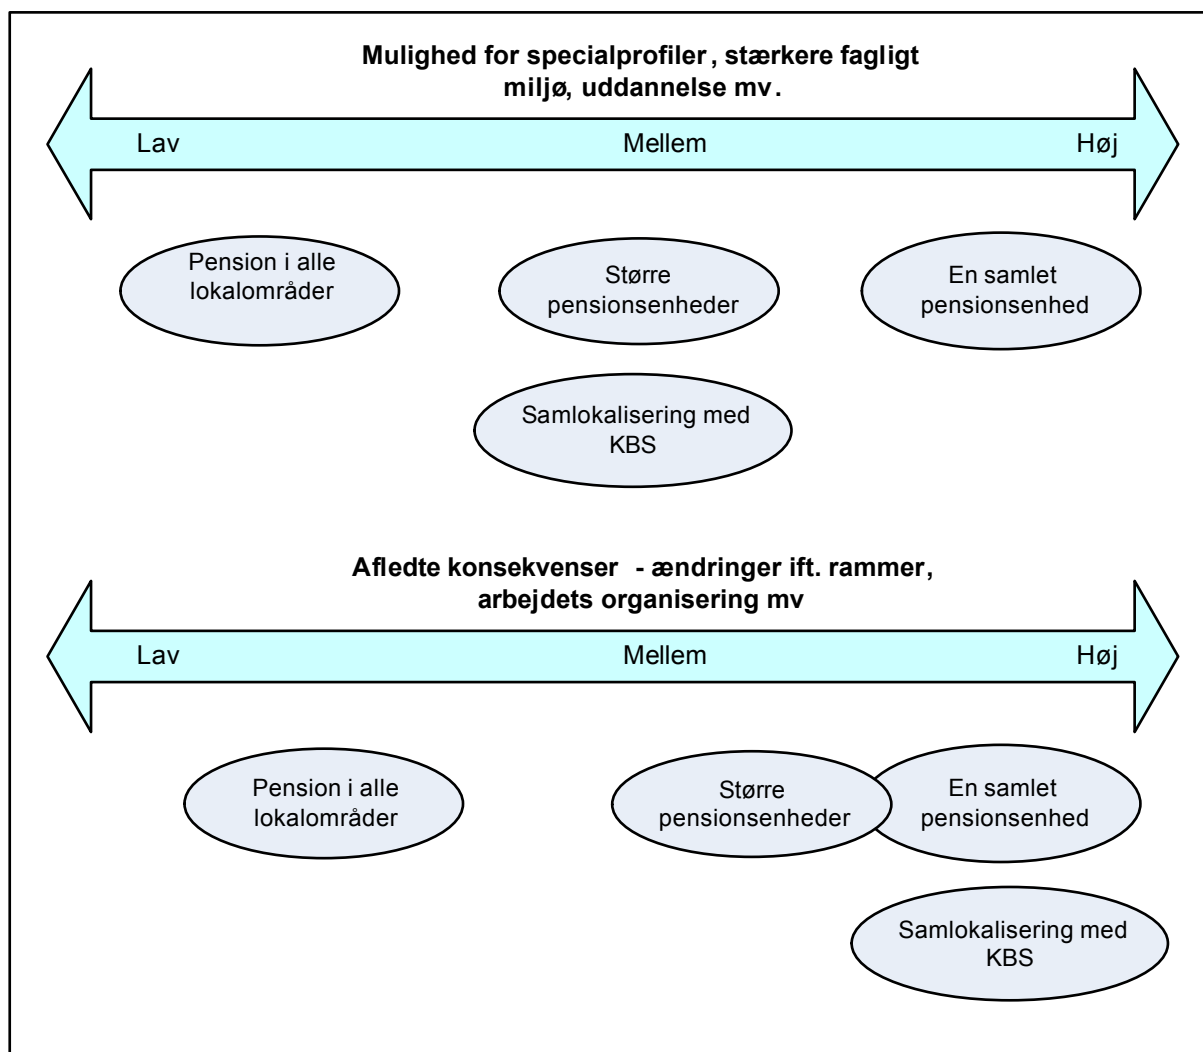 Mulighed for specialprofiler, stærkere fagligt
miljø, uddannelse mv.
Lav Mellem Høj
Pension i alle
lokalområder
Større
pensionsenheder
En samlet
pensionsenhed
Samlokalisering med
KBS
Afledte konsekvenser - ændringer ift. rammer,
arbejdets organisering mv
Lav Mellem Høj
Pension i alle
lokalområder
Større
pensionsenheder
En samlet
pensionsenhed
Samlokalisering med
KBS